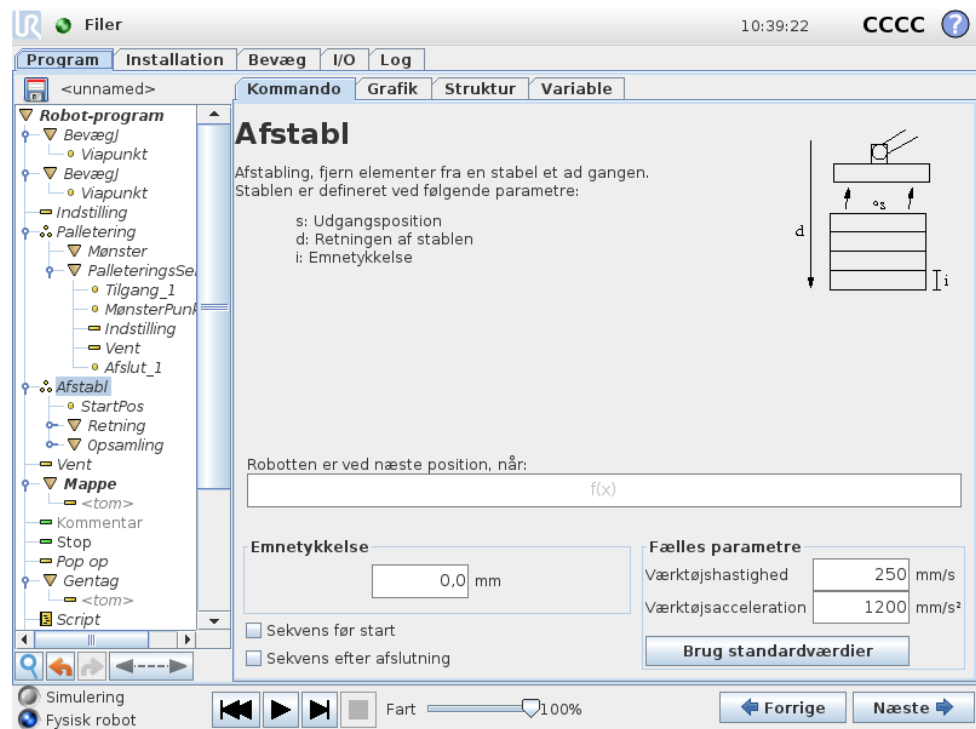 Filer
10:39:22
CCCC
?
Program Installation Bevæg I/O Log
<unnamed>
Kommando Grafik Struktur Variable
Robot-program
BevægJ
Viapunkt
BevægJ
Viapunkt
Indstilling
Palletering
Mønster
PalleteringsSe
Tilgang_1
MønsterPunk
Indstilling
Vent
Afslut_1
Afstabl
StartPos
Retning
Opsamling
Vent
Mappe
<tom>
Kommentar
Stop
Pop op
Gentag
<tom>
Script
Afstabl
Afstabling, fjern elementer fra en stabel et ad gangen.
Stablen er defineret ved følgende parametre:
s: Udgangsposition
d: Retningen af stablen
i: Emnetykkelse
s
d
i
Robotten er ved næste position, når:
f(x)
Emnetykkelse
0,0 mm
Sekvens før start
Sekvens efter afslutning
Fælles parametre
Værktøjshastighed 250 mm/s
Værktøjsacceleration 1200 mm/s²
Brug standardværdier
Simulering
Fysisk robot
Fart 100%
Forrige
Næste